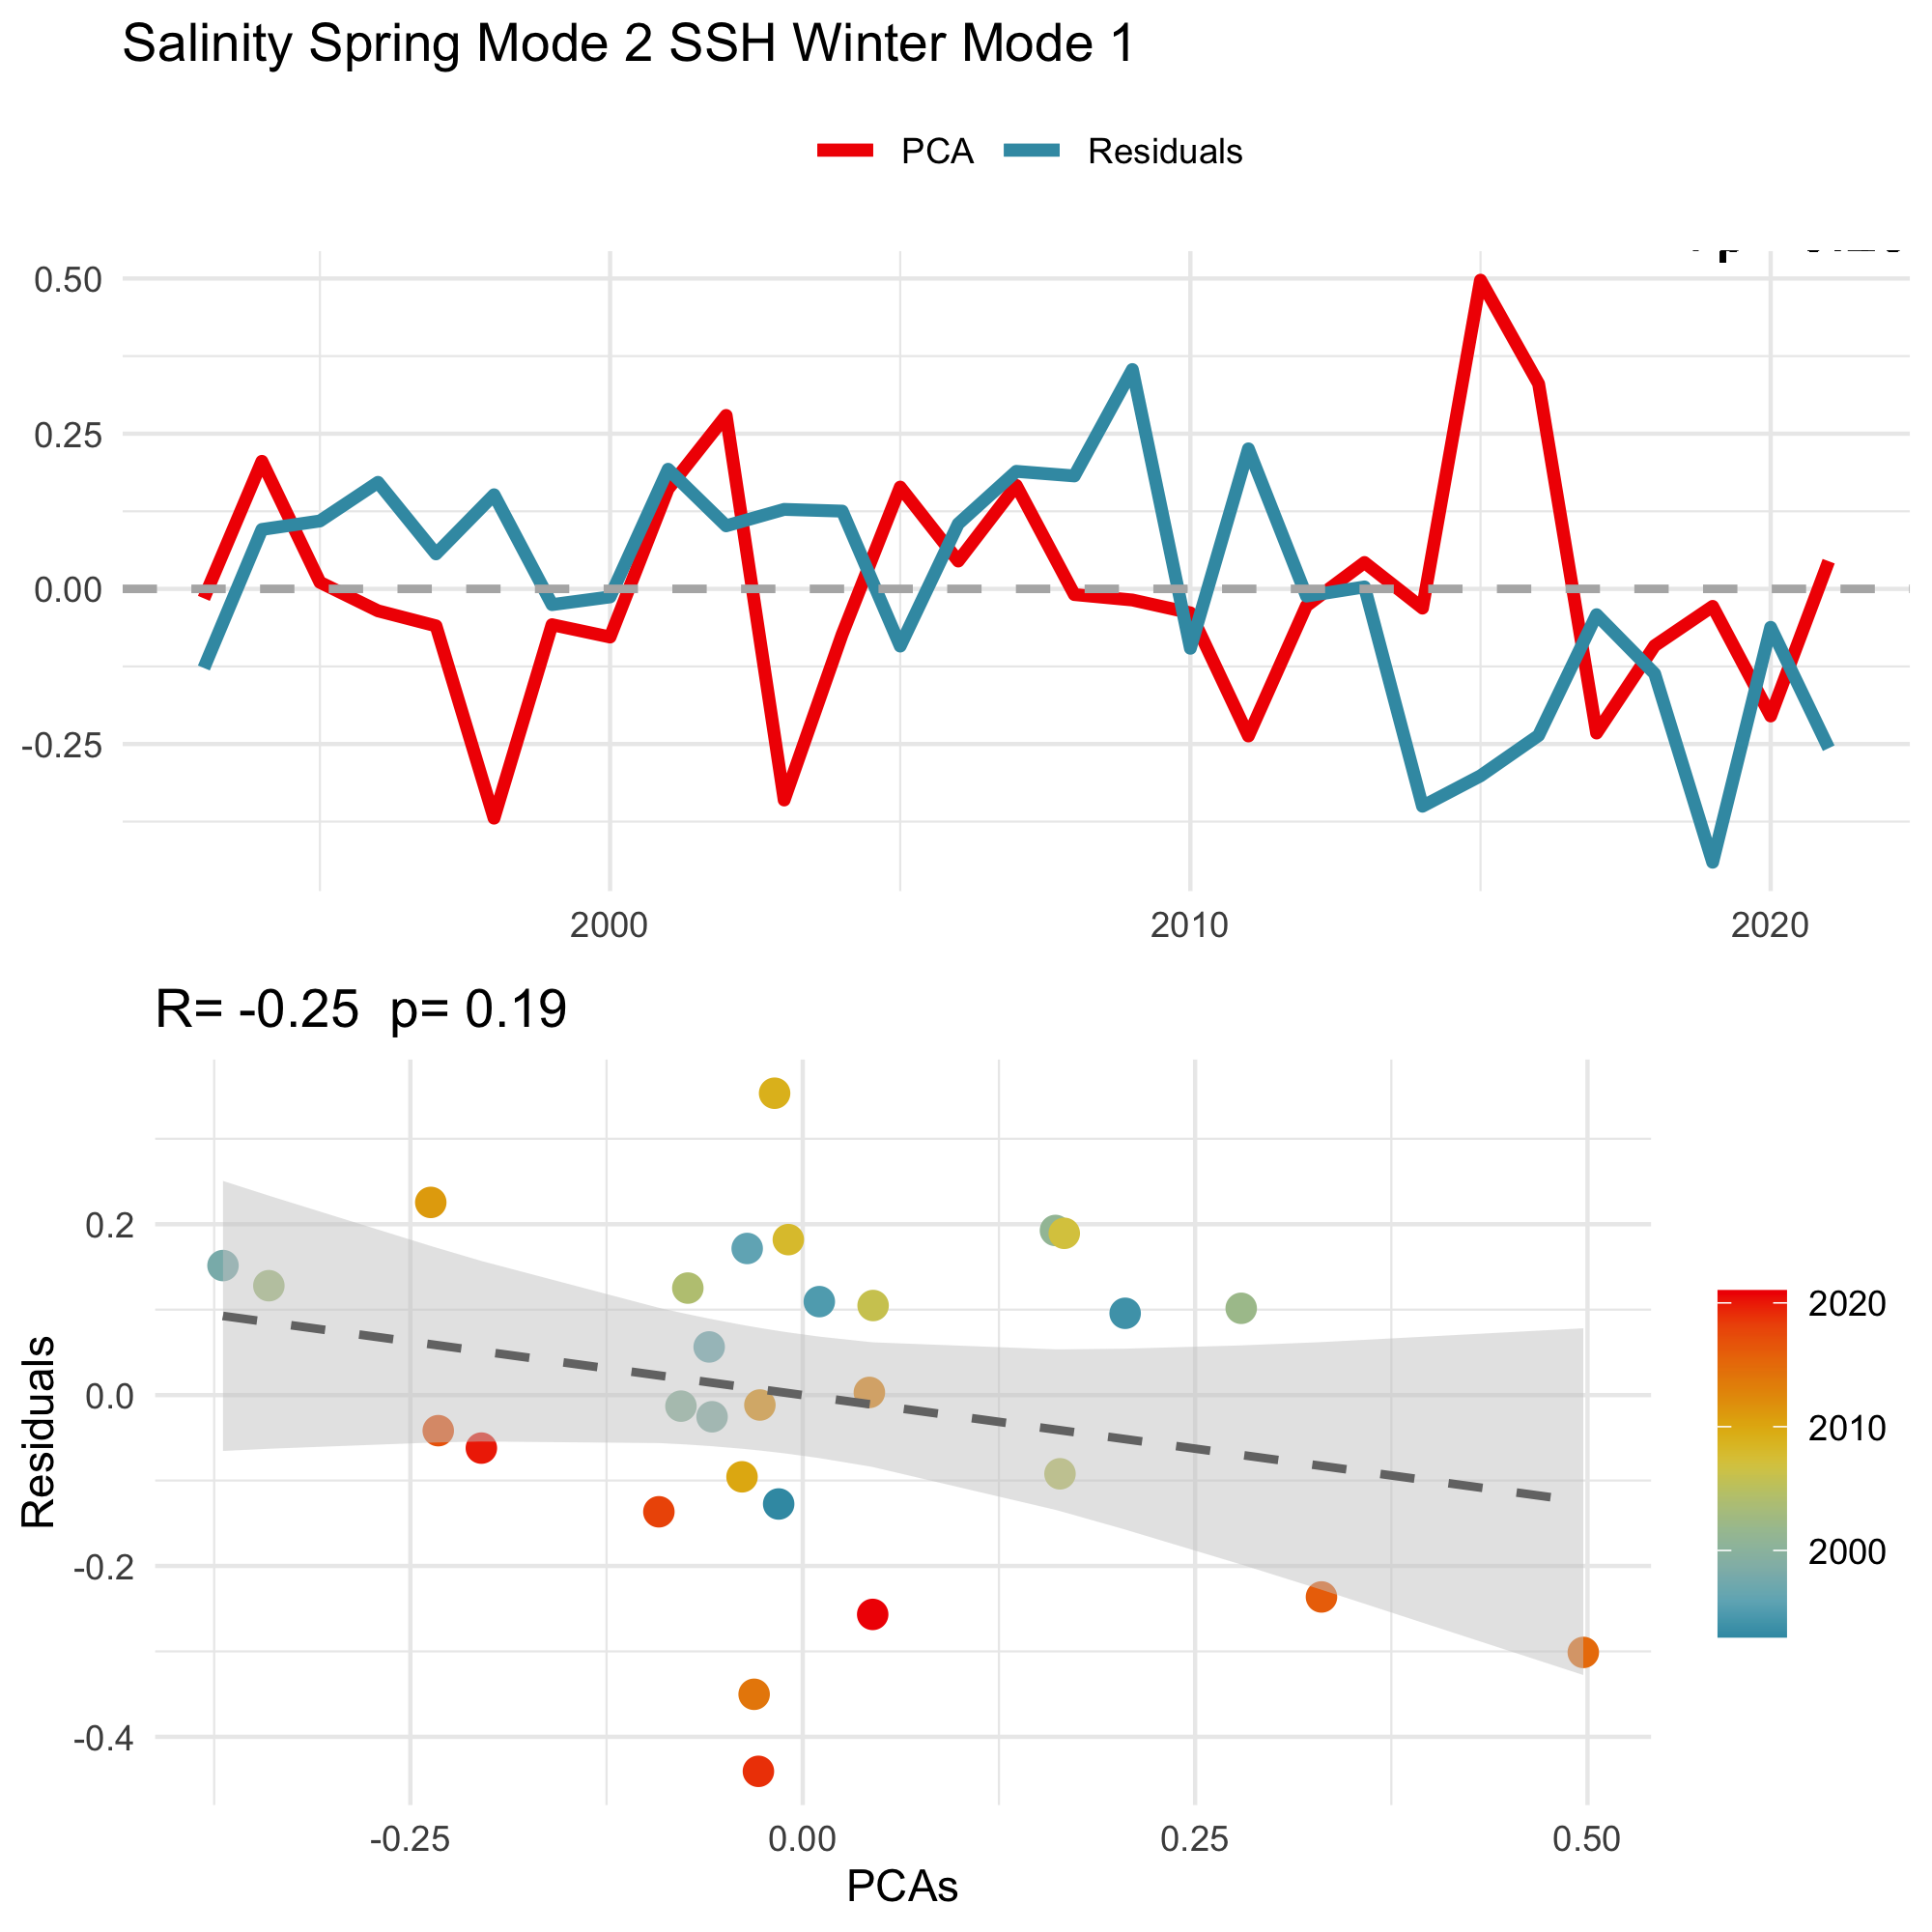 Salinity Spring Mode 2 SSH Winter Mode 1
PCA Residuals
0.50
0.25
0.00
-0.25
2000 2010 2020
R= -0.25 p= 0.19
Residuals
0.2
0.0
-0.2
-0.4
-0.25 0.00 0.25 0.50
PCAs
2020
2010
2000